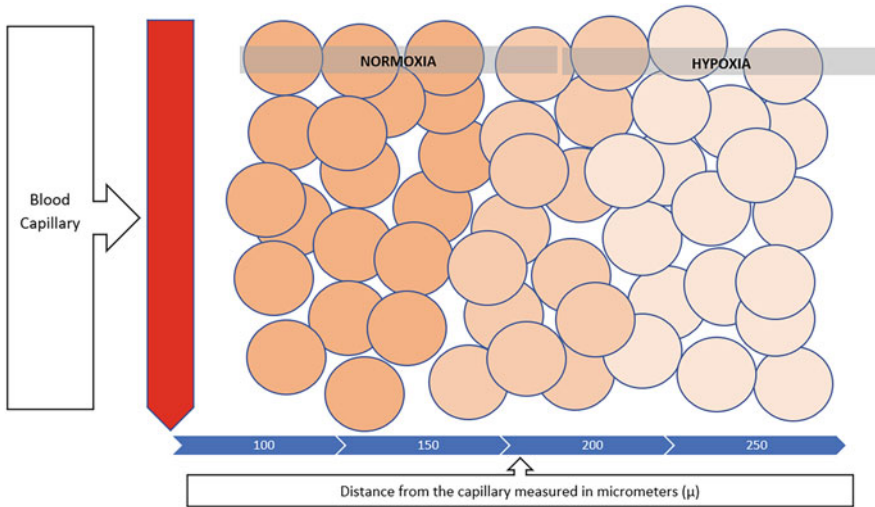 NORMOXIA
HYPOXIA
Blood
Capillary
100
150
200
250
Distance from the capillary measured in micrometers (μ)